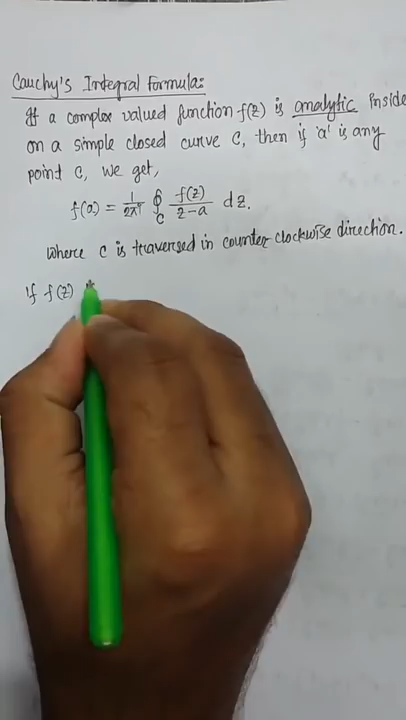 Cauchy's Integral Formula:
If a complex valued function f(z) is analytic inside
on a simple closed curve C, then if 'a' is any
point C, we get,
f(a) = 1/2πi ∮_C f(z)/z-a dz.
Where C is traversed in counter-clockwise direction.
If f(z)